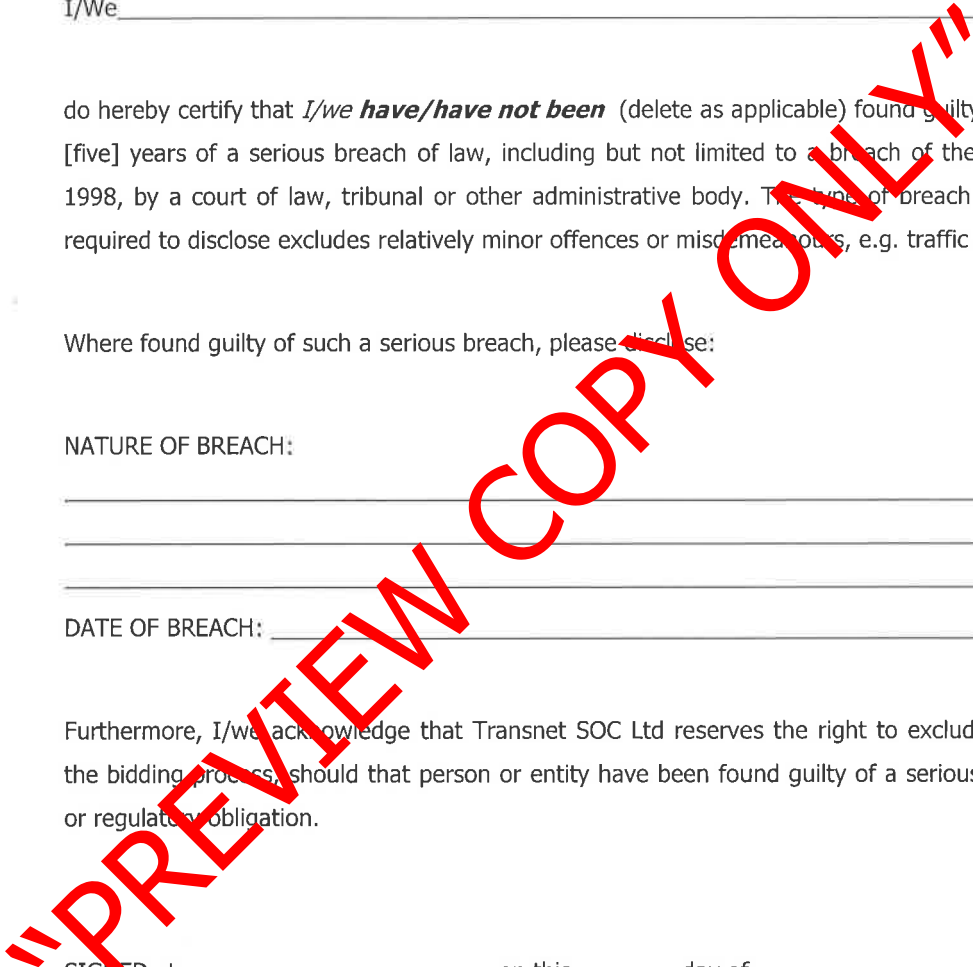 I/We
do hereby certify that I/we have/have not been (delete as applicable) found guilty
[five] years of a serious breach of law, including but not limited to a breach of the
1998, by a court of law, tribunal or other administrative body. The type of breach
required to disclose excludes relatively minor offences or misdemeanours, e.g. traffic
Where found guilty of such a serious breach, please disclose:
NATURE OF BREACH:
DATE OF BREACH:
Furthermore, I/we acknowledge that Transnet SOC Ltd reserves the right to exclud
the bidding process, should that person or entity have been found guilty of a serious
or regulatory obligation.
SIGNED at on this day of
"PREVIEW COPY ONLY"